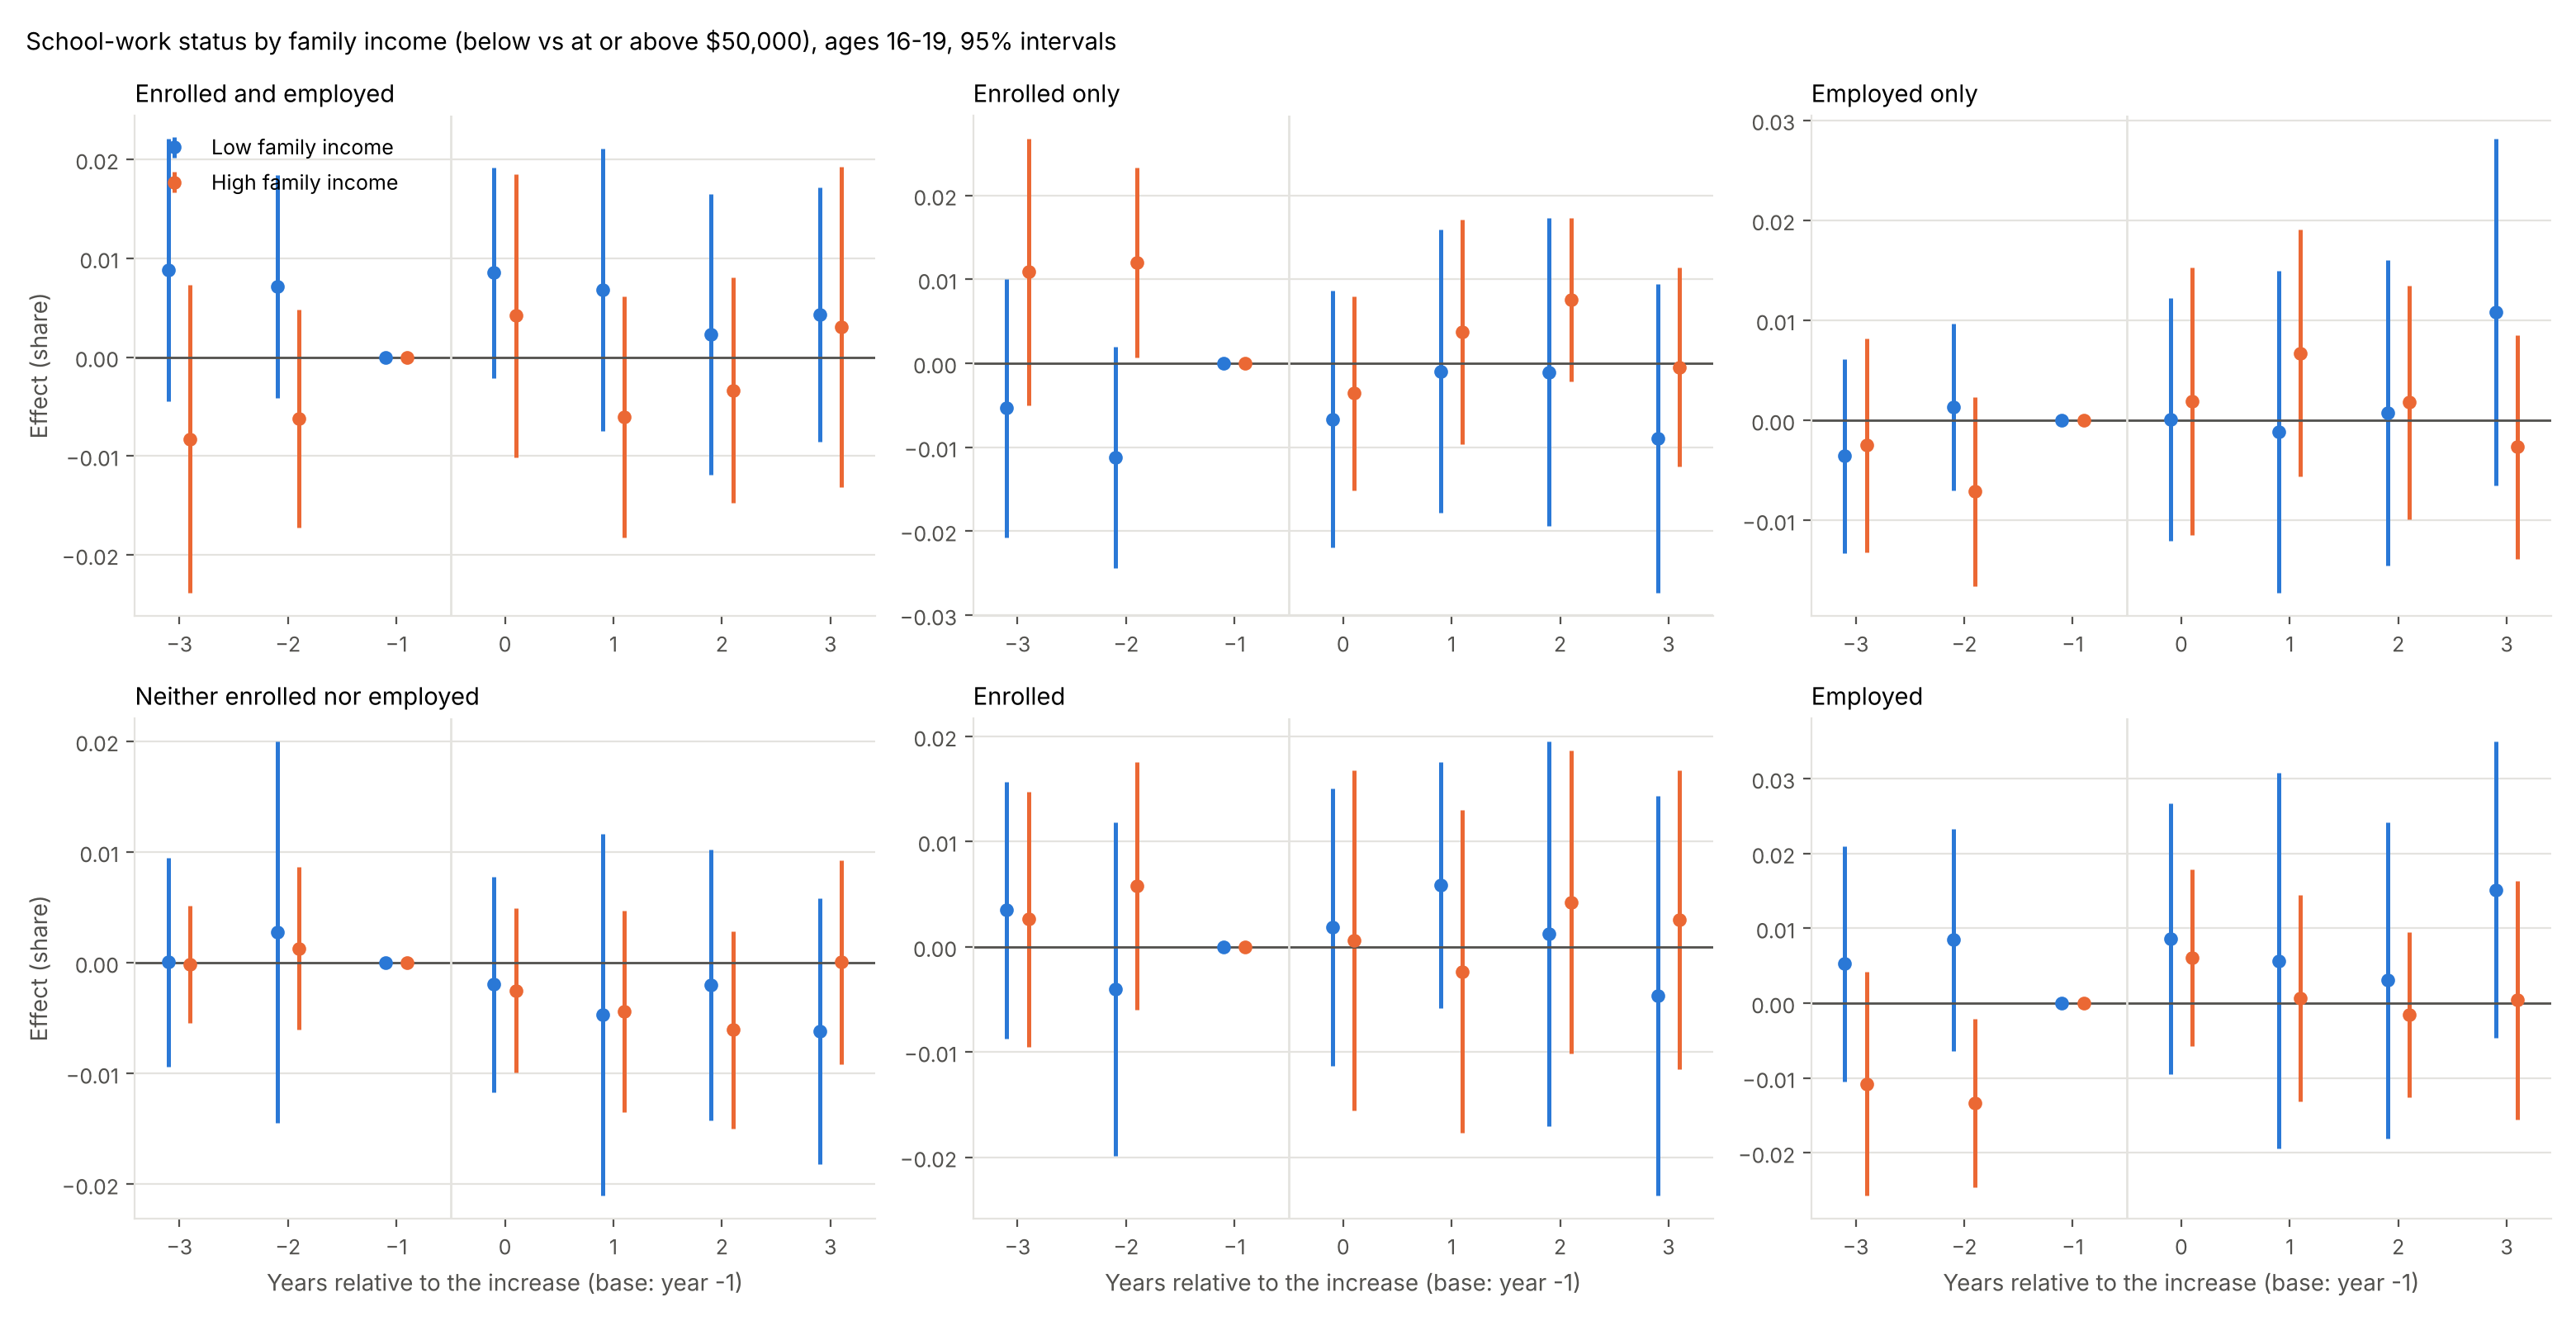 School-work status by family income (below vs at or above $50,000), ages 16-19, 95% intervals
Enrolled and employed
Low family income
High family income
Effect (share)
0.02
0.01
0.00
−0.01
−0.02
−3 −2 −1 0 1 2 3
Enrolled only
0.02
0.01
0.00
−0.01
−0.02
−0.03
−3 −2 −1 0 1 2 3
Employed only
0.03
0.02
0.01
0.00
−0.01
−3 −2 −1 0 1 2 3
Neither enrolled nor employed
Effect (share)
0.02
0.01
0.00
−0.01
−0.02
−3 −2 −1 0 1 2 3
Years relative to the increase (base: year -1)
Enrolled
0.02
0.01
0.00
−0.01
−0.02
−3 −2 −1 0 1 2 3
Years relative to the increase (base: year -1)
Employed
0.03
0.02
0.01
0.00
−0.01
−0.02
−3 −2 −1 0 1 2 3
Years relative to the increase (base: year -1)